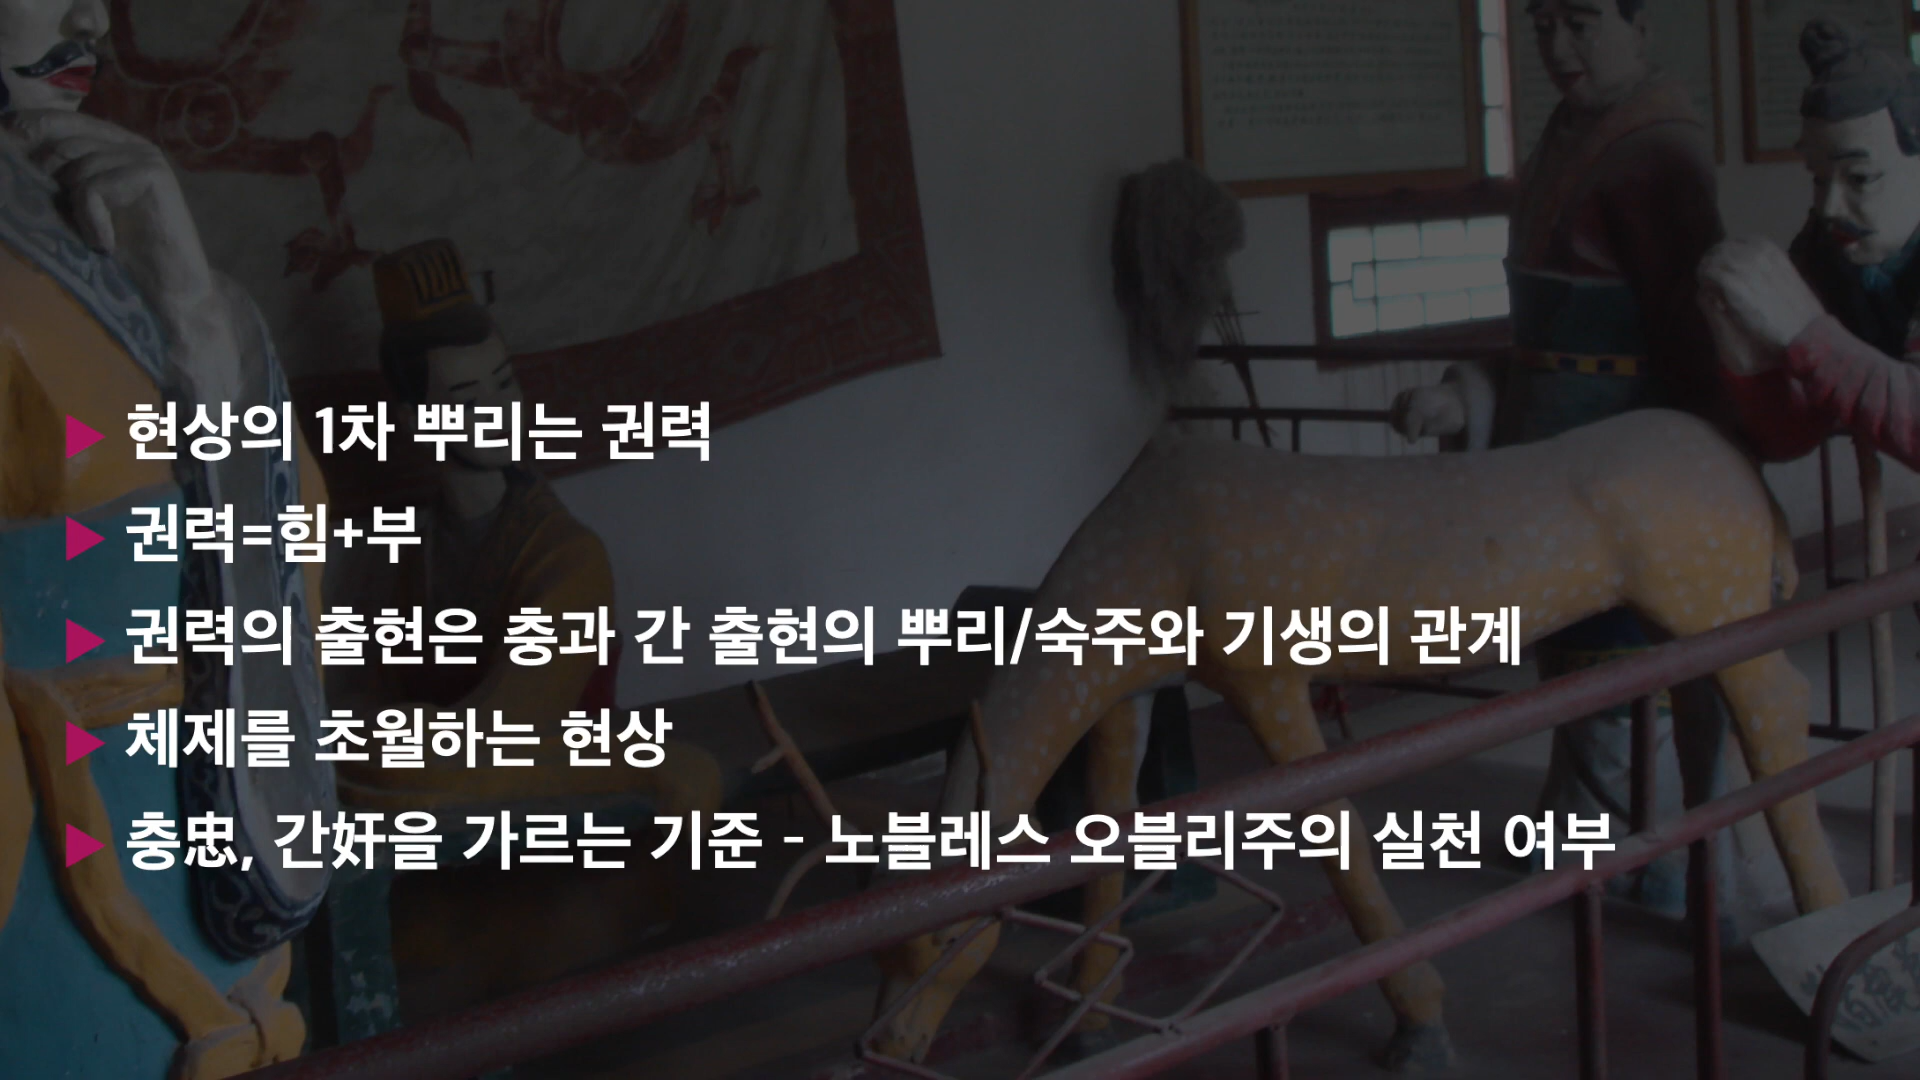 현상의 1차 뿌리는 권력
권력=힘+부
권력의 출현은 충과 간 출현의 뿌리/숙주와 기생의 관계
체제를 초월하는 현상
충忠, 간奸을 가르는 기준 - 노블레스 오블리주의 실천 여부